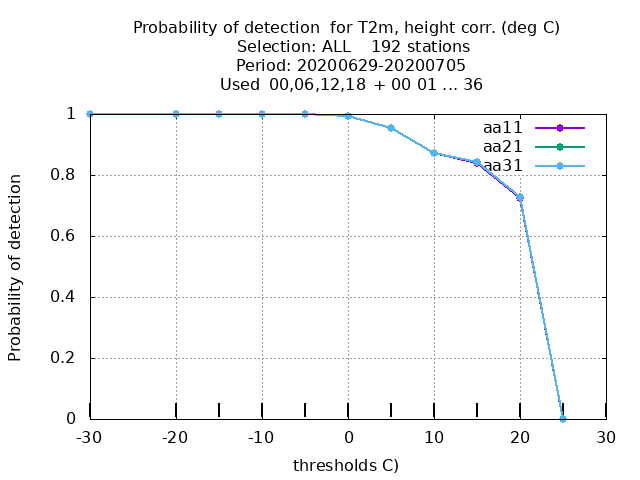 Probability of detection  for T2m, height corr. (deg C)
Selection: ALL    192 stations
Period: 20200629-20200705
Used  00,06,12,18  + 00 01 ... 36
aa11
aa21
aa31
Probability of detection
1
0.8
0.6
0.4
0.2
0
-30 -20 -10 0 10 20 30
thresholds C)